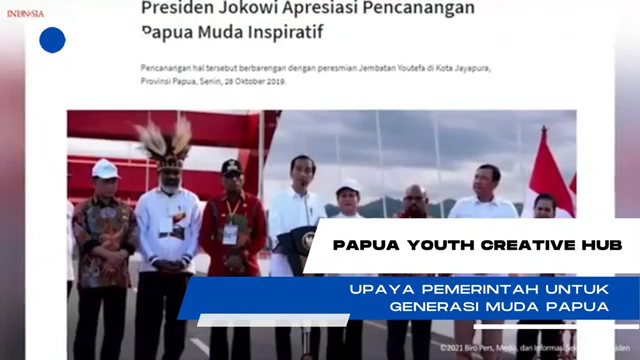 INDONESIA
Presiden Jokowi Apresiasi Pencanangan
Papua Muda Inspiratif
Pencanangan hal tersebut berbarengan dengan peresmian Jembatan Youtefa di Kota Jayapura,
Provinsi Papua, Senin, 28 Oktober 2019.
PAPUA YOUTH CREATIVE HUB
UPAYA PEMERINTAH UNTUK
GENERASI MUDA PAPUA
©2021 Biro Pers, Media, dan Informasi